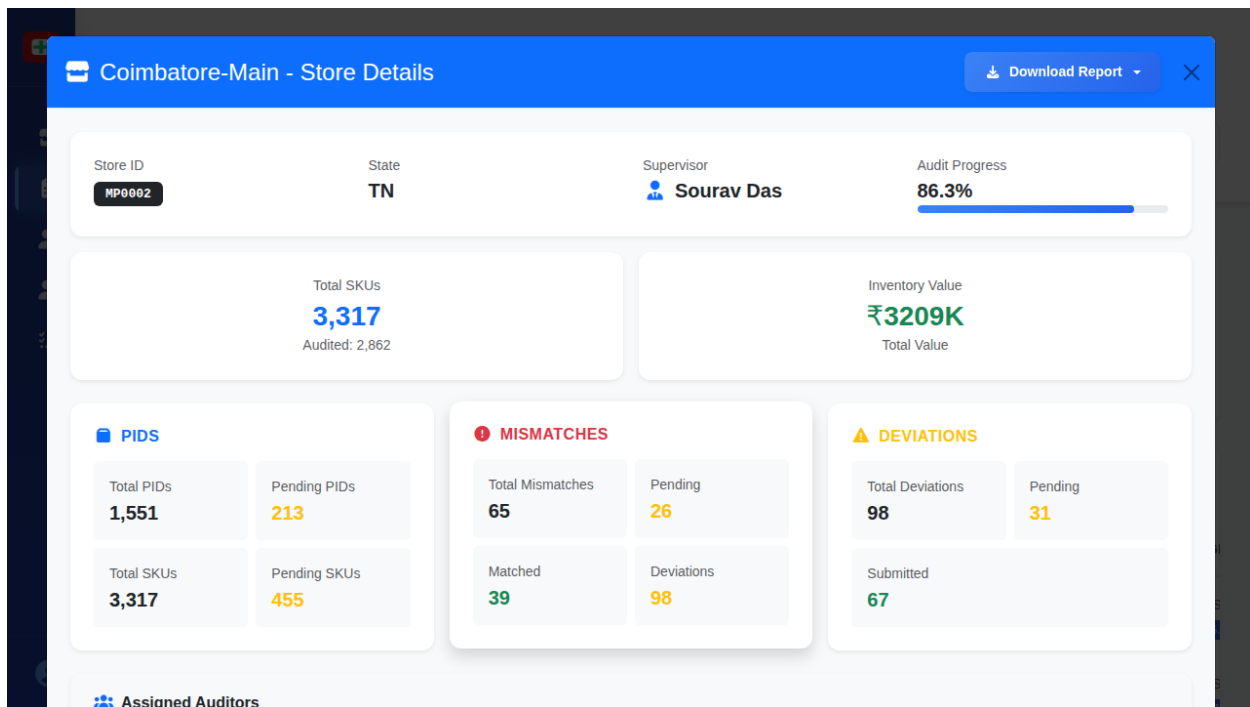 Coimbatore-Main - Store Details
Download Report
Store ID
MP0002
State
TN
Supervisor
Sourav Das
Audit Progress
86.3%
Total SKUs
3,317
Audited: 2,862
Inventory Value
₹3209K
Total Value
PIDS
Total PIDs
1,551
Pending PIDs
213
Total SKUs
3,317
Pending SKUs
455
MISMATCHES
Total Mismatches
65
Pending
26
Matched
39
Deviations
98
DEVIATIONS
Total Deviations
98
Pending
31
Submitted
67
Assigned Auditors